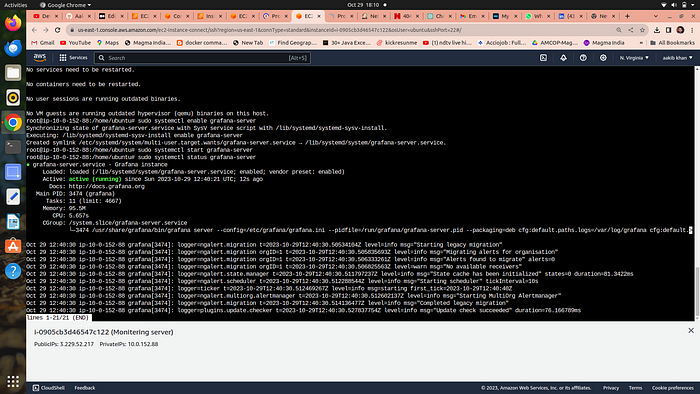 Activities
Google Chrome
Oct 29 18:10
us-east-1.console.aws.amazon.com/ec2-instance-connect/ssh?region=us-east-1&connType=standard&instanceId=i-0905cb3d46547c122&osUser=ubuntu&sshPort=22#/
YouTube
Maps
News
Gmail
Magma India...
docker comma...
New Tab
Find Geograp...
30+ Java Exce...
kickresunme
(1) ndtv live hi...
AccioJob : Full...
AMCDP-Mag...
Magma India
All Bookmarks
aws
Services
Search
[Alt+S]
N. Virginia
aakib khan
No services need to be restarted.
No containers need to be restarted.
No user sessions are running outdated binaries.
No VM guests are running outdated hypervisor (qemu) binaries on this host.
root@ip-10-0-152-88:/home/ubuntu# sudo systemctl enable grafana-server
Synchronizing state of grafana-server.service with SysV service script with /lib/systemd/systemd-sysv-install.
Executing: /lib/systemd/systemd-sysv-install enable grafana-server
Created symlink /etc/systemd/system/multi-user.target.wants/grafana-server.service → /lib/systemd/system/grafana-server.service.
root@ip-10-0-152-88:/home/ubuntu# sudo systemctl start grafana-server
root@ip-10-0-152-88:/home/ubuntu# sudo systemctl status grafana-server
● grafana-server.service - Grafana instance
Loaded: loaded (/lib/systemd/system/grafana-server.service; enabled; vendor preset: enabled)
Active: active (running) since Sun 2023-10-29 12:40:21 UTC; 12s ago
Docs: http://docs.grafana.org
Main PID: 3474 (grafana)
Tasks: 11 (limit: 4667)
Memory: 95.5M
CPU: 5.657s
CGroup: /system.slice/grafana-server.service
└─3474 /usr/share/grafana/bin/grafana server --config=/etc/grafana/grafana.ini --pidfile=/run/grafana/grafana-server.pid --packaging=deb cfg:default.paths.logs=/var/log/grafana cfg:default.
Oct 29 12:40:30 ip-10-0-152-88 grafana[3474]: logger=ngalert.migration t=2023-10-29T12:40:30.50534104Z level=info msg="Starting legacy migration"
Oct 29 12:40:30 ip-10-0-152-88 grafana[3474]: logger=ngalert.migration orgID=1 t=2023-10-29T12:40:30.505835693Z level=info msg="Migrating alerts for organisation"
Oct 29 12:40:30 ip-10-0-152-88 grafana[3474]: logger=ngalert.migration orgID=1 t=2023-10-29T12:40:30.506333261Z level=info msg="Alerts found to migrate" alerts=0
Oct 29 12:40:30 ip-10-0-152-88 grafana[3474]: logger=ngalert.migration orgID=1 t=2023-10-29T12:40:30.506825563Z level=warn msg="No available receiver"
Oct 29 12:40:30 ip-10-0-152-88 grafana[3474]: logger=ngalert.state.manager t=2023-10-29T12:40:30.511797237Z level=info msg="State cache has been initialized" states=0 duration=81.3422ms
Oct 29 12:40:30 ip-10-0-152-88 grafana[3474]: logger=ngalert.scheduler t=2023-10-29T12:40:30.512288544Z level=info msg="Starting scheduler" tickInterval=10s
Oct 29 12:40:30 ip-10-0-152-88 grafana[3474]: logger=ticker t=2023-10-29T12:40:30.512469267Z level=info msg=starting first_tick=2023-10-29T12:40:40Z
Oct 29 12:40:30 ip-10-0-152-88 grafana[3474]: logger=ngalert.multiorg.alertmanager t=2023-10-29T12:40:30.512602137Z level=info msg="Starting MultiOrg Alertmanager"
Oct 29 12:40:30 ip-10-0-152-88 grafana[3474]: logger=ngalert.migration t=2023-10-29T12:40:30.514136477Z level=info msg="Completed legacy migration"
Oct 29 12:40:30 ip-10-0-152-88 grafana[3474]: logger=plugins.update.checker t=2023-10-29T12:40:30.527837754Z level=info msg="Update check succeeded" duration=76.166789ms
lines 1-21/21 (END)
i-0905cb3d46547c122 (Monitering server)
PublicIPs: 3.229.52.217 PrivateIPs: 10.0.152.88
CloudShell
Feedback
© 2023, Amazon Web Services, Inc. or its affiliates.
Privacy
Terms
Cookie preferences